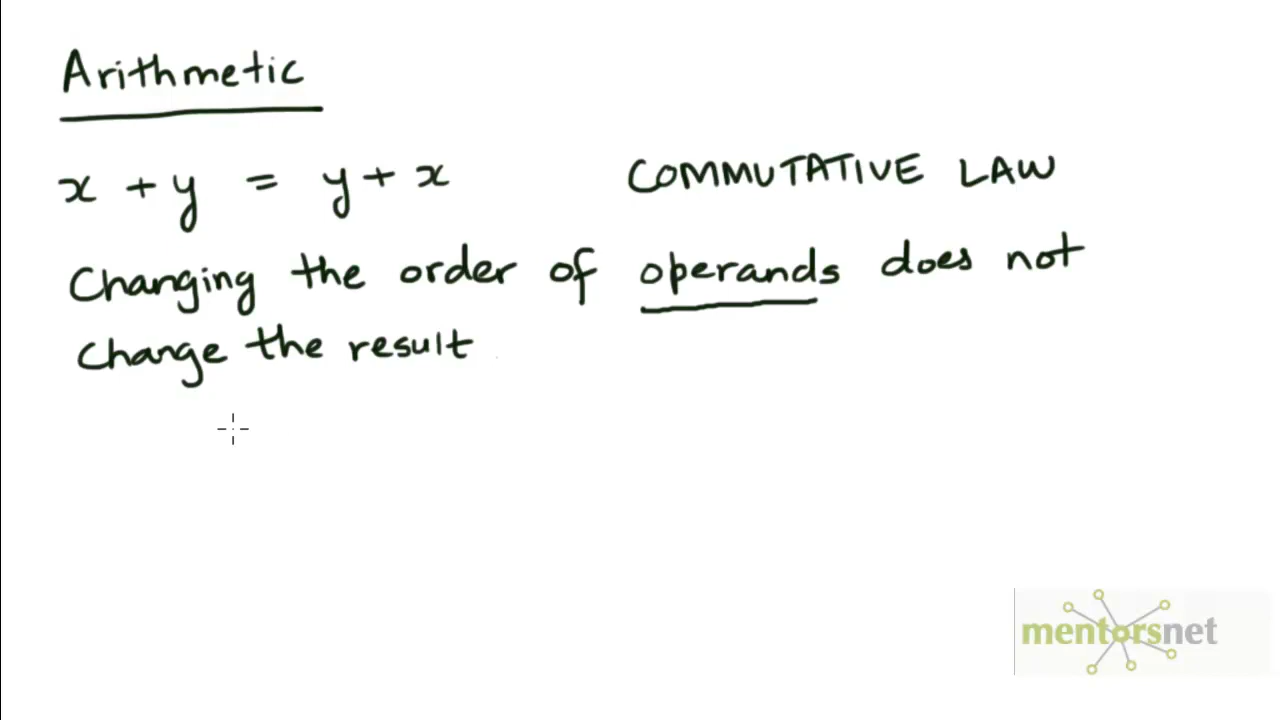 Arithmetic
x + y = y + x COMMUTATIVE LAW
Changing the order of operands does not
change the result
mentorsnet